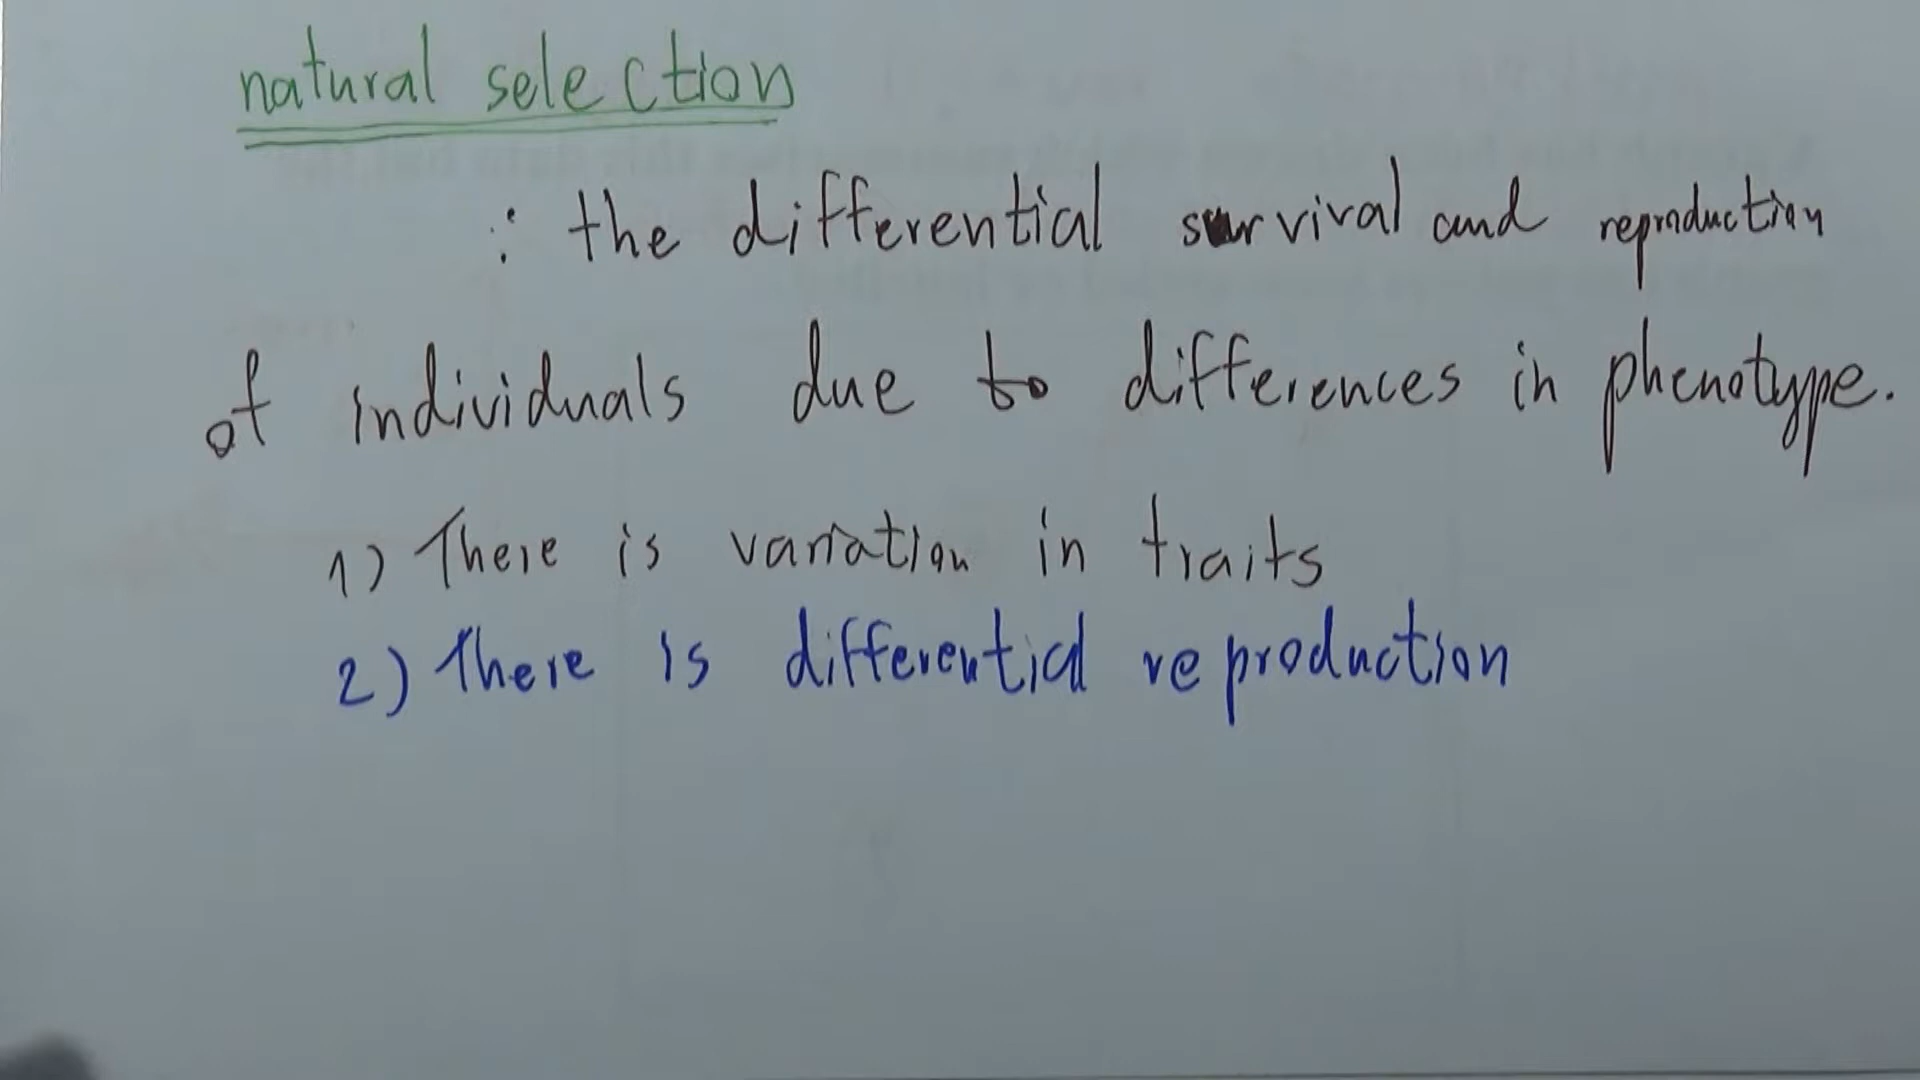 natural selection
: the differential survival and reproduction
of individuals due to differences in phenotype.
1) There is variation in traits
2) There is differential reproduction